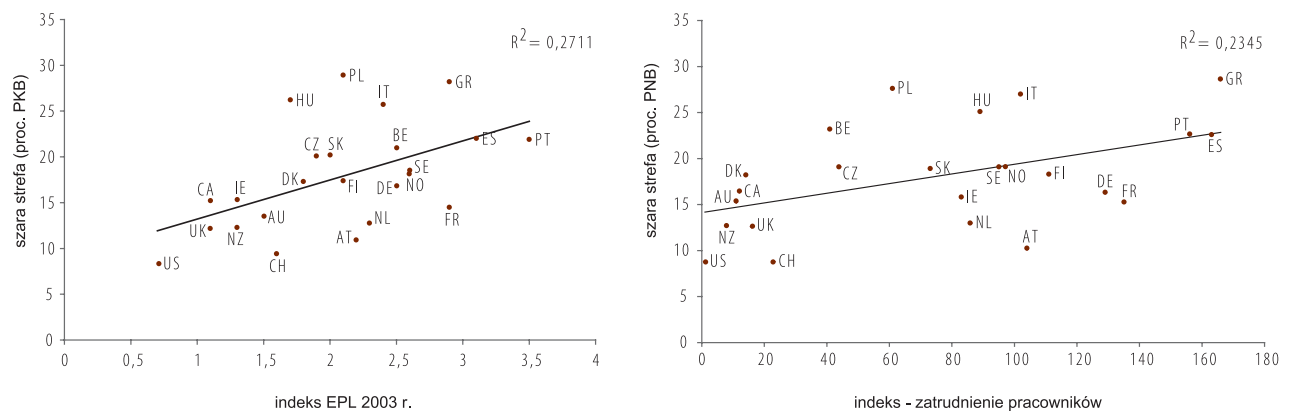 szara strefa (proc. PKB)
35
30
25
20
15
10
5
0
R² = 0,2711
PL
GR
HU
IT
CZ
SK
BE
ES
PT
SE
NO
DK
FI
DE
CA
IE
AU
UK
NZ
NL
FR
AT
CH
US
0
0,5
1
1,5
2
2,5
3
3,5
4
indeks EPL 2003 r.
szara strefa (proc. PNB)
35
30
25
20
15
10
5
0
R² = 0,2345
GR
PL
IT
HU
BE
PT
ES
CZ
SK
SE
NO
DK
FI
CA
AU
IE
DE
FR
NZ
UK
NL
AT
US
CH
0
20
40
60
80
100
120
140
160
180
indeks - zatrudnienie pracowników